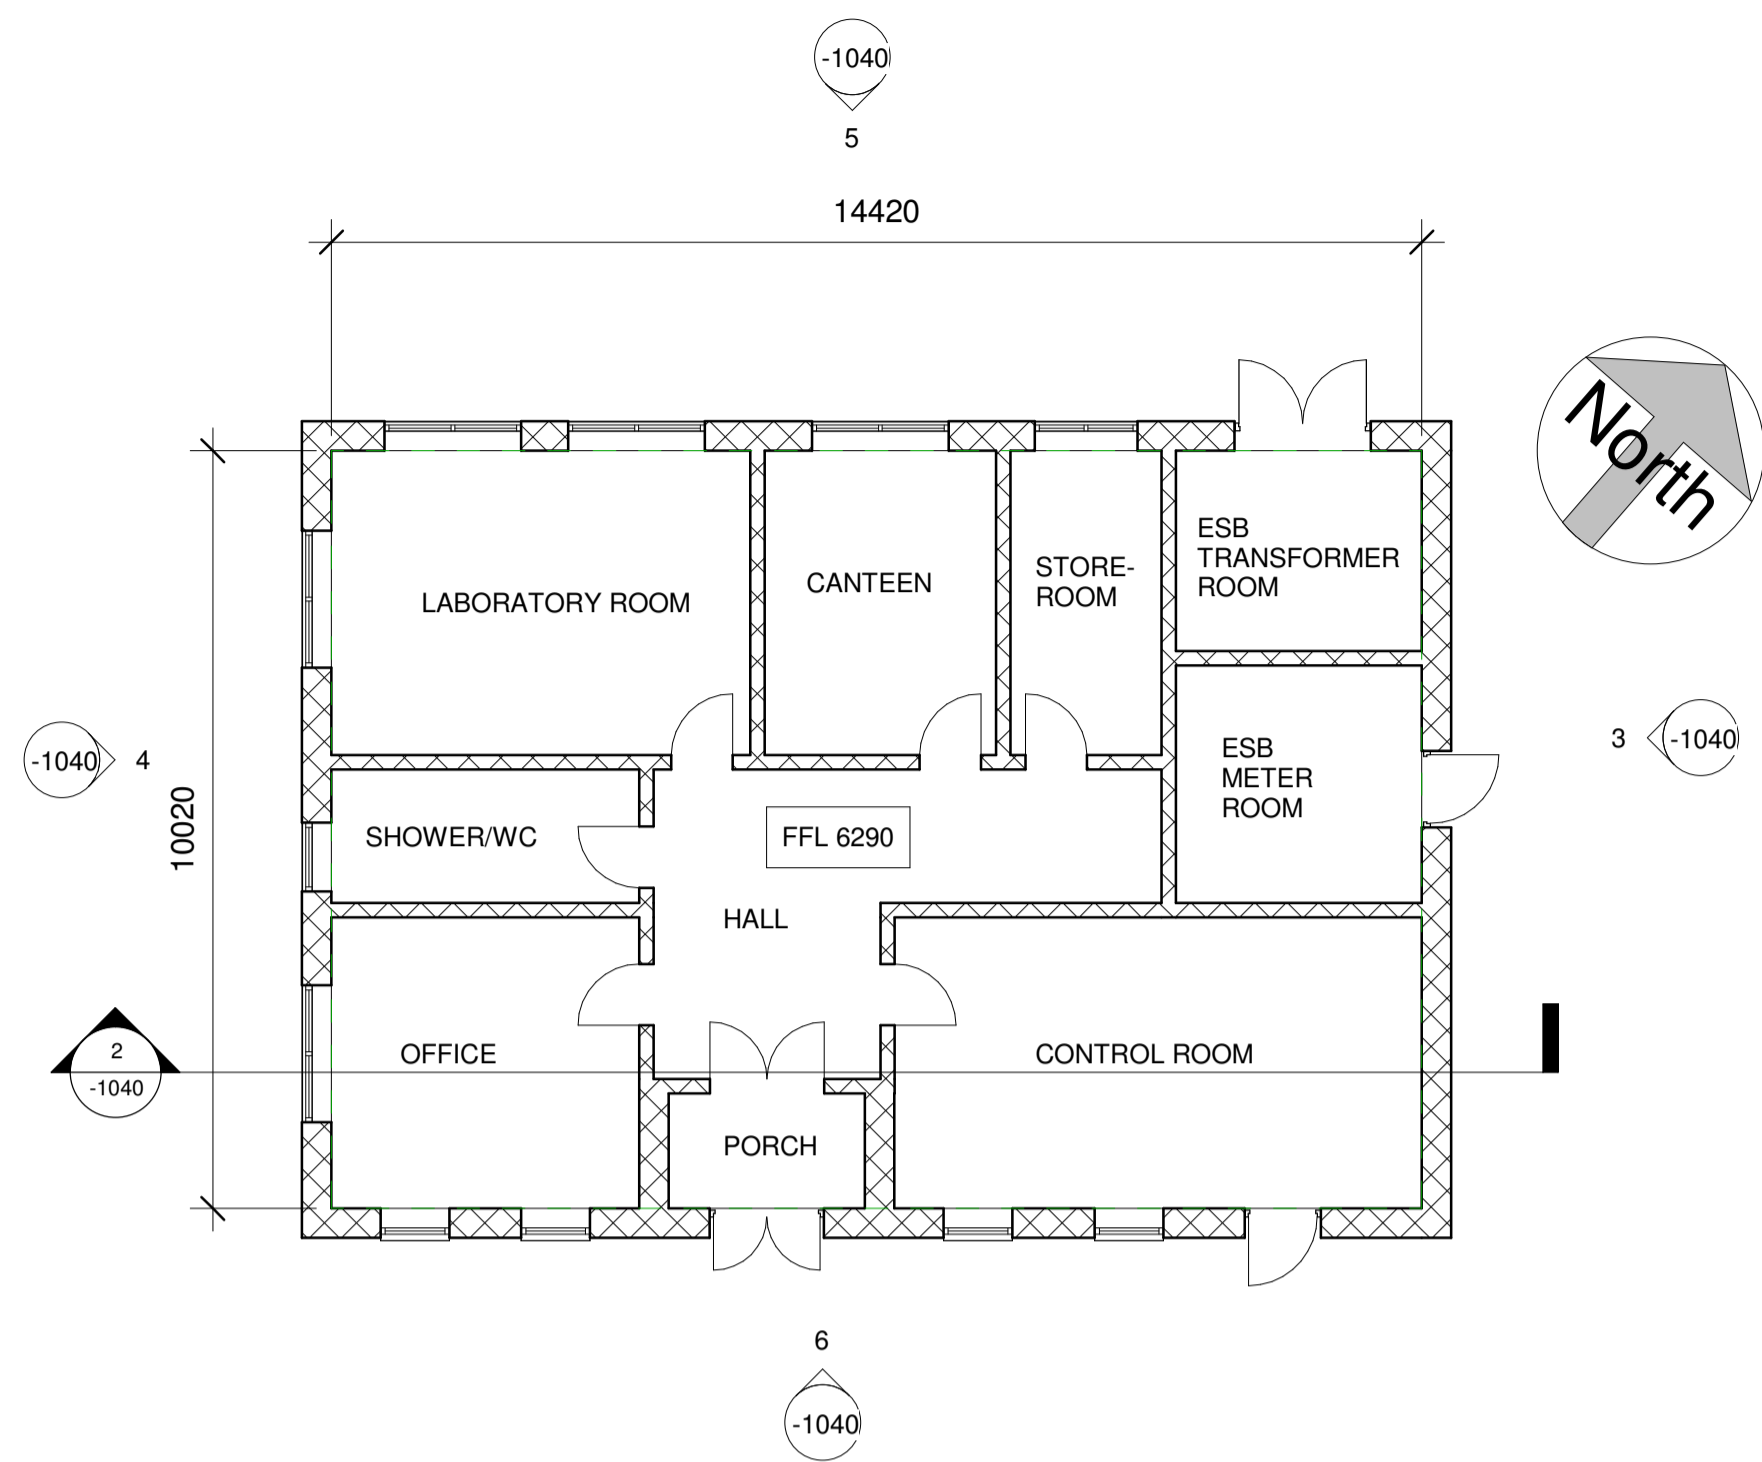 -1040
5
14420
North
ESB
TRANSFORMER
ROOM
STORE-
ROOM
CANTEEN
LABORATORY ROOM
-1040
4
3
-1040
ESB
METER
ROOM
10020
SHOWER/WC
FFL 6290
HALL
2
-1040
OFFICE
CONTROL ROOM
PORCH
6
-1040